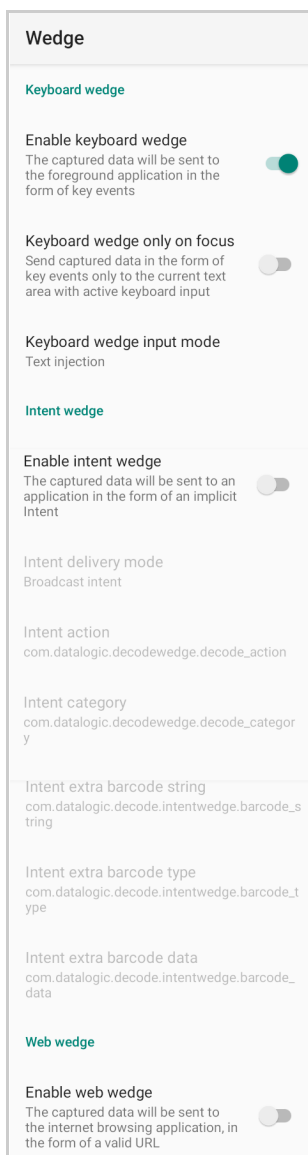 Wedge
Keyboard wedge
Enable keyboard wedge
The captured data will be sent to
the foreground application in the
form of key events
Keyboard wedge only on focus
Send captured data in the form of
key events only to the current text
area with active keyboard input
Keyboard wedge input mode
Text injection
Intent wedge
Enable intent wedge
The captured data will be sent to an
application in the form of an implicit
Intent
Intent delivery mode
Broadcast intent
Intent action
com.datalogic.decodewedge.decode_action
Intent category
com.datalogic.decodewedge.decode_categor
y
Intent extra barcode string
com.datalogic.decode.intentwedge.barcode_s
tring
Intent extra barcode type
com.datalogic.decode.intentwedge.barcode_t
ype
Intent extra barcode data
com.datalogic.decode.intentwedge.barcode_
data
Web wedge
Enable web wedge
The captured data will be sent to
the internet browsing application, in
the form of a valid URL